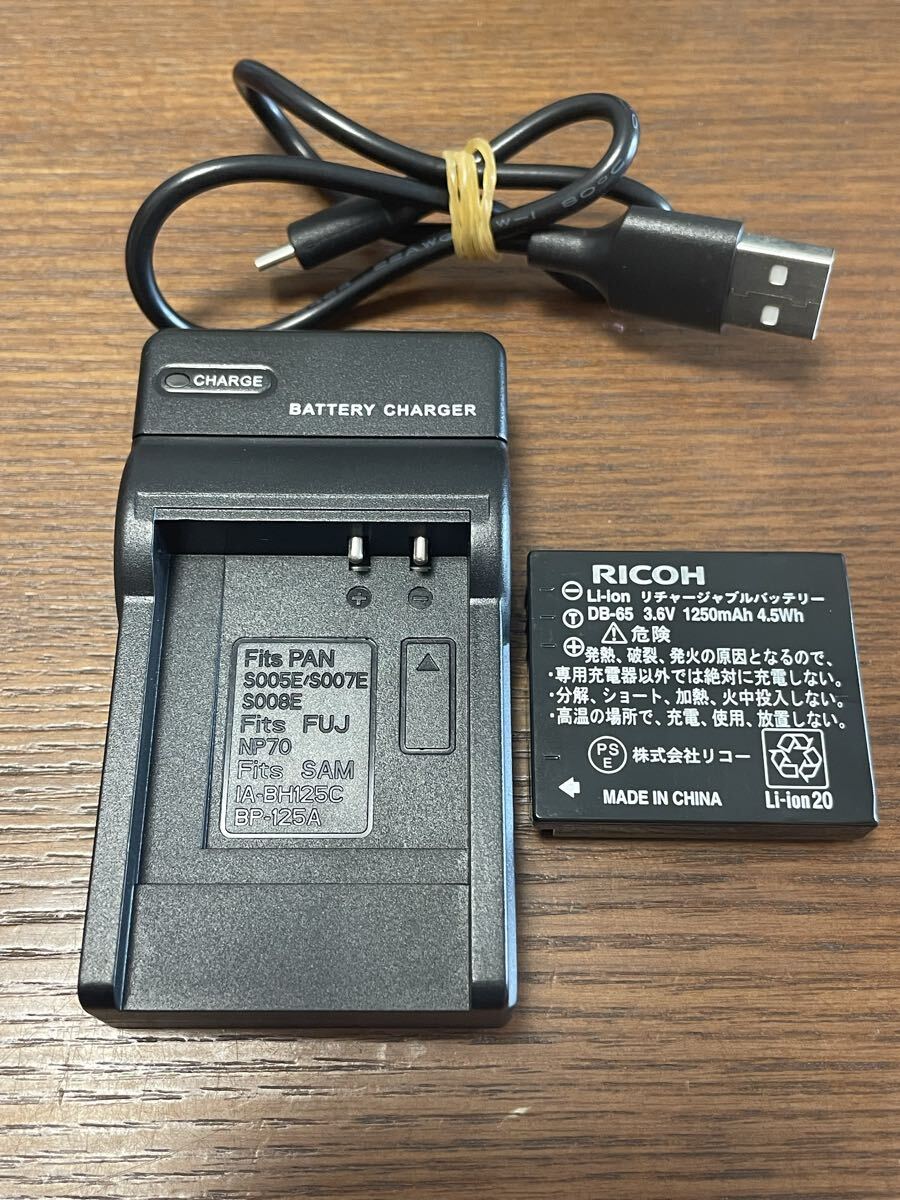 CHARGE
BATTERY CHARGER
Fits PAN
S005E/S007E
S008E
Fits FUJ
NP70
Fits SAM
IA-BH125C
BP-125A
RICOH
Li-ion リチャージャブルバッテリー
DB-65 3.6V 1250mAh 4.5Wh
T
危険
発熱、破裂、発火の原因となるので、
・専用充電器以外では絶対に充電しない。
・分解、ショート、加熱、火中投入しない。
・高温の場所で、充電、使用、放置しない。
PS
E
株式会社リコー
MADE IN CHINA
Li-ion20